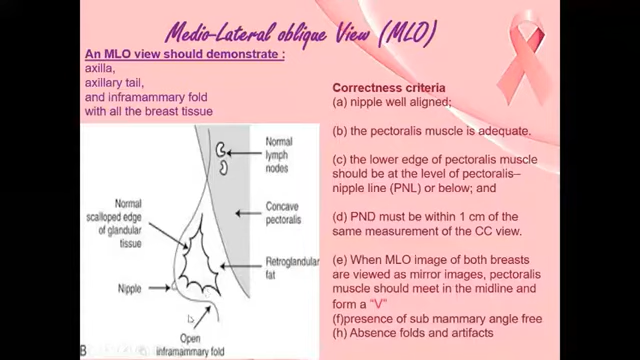 Medio-Lateral oblique View (MLO)
An MLO view should demonstrate :
axilla,
axillary tail,
and inframammary fold
with all the breast tissue
Normal
lymph
nodes
Concave
pectoralis
Normal
scalloped edge
of glandular
tissue
Retroglandular
fat
Nipple
Open
infrarnammary fold
B
Correctness criteria
(a) nipple well aligned;
(b) the pectoralis muscle is adequate.
(c) the lower edge of pectoralis muscle
should be at the level of pectoralis–
nipple line (PNL) or below; and
(d) PND must be within 1 cm of the
same measurement of the CC view.
(e) When MLO image of both breasts
are viewed as mirror images, pectoralis
muscle should meet in the midline and
form a "V"
(f)presence of sub mammary angle free
(h) Absence folds and artifacts